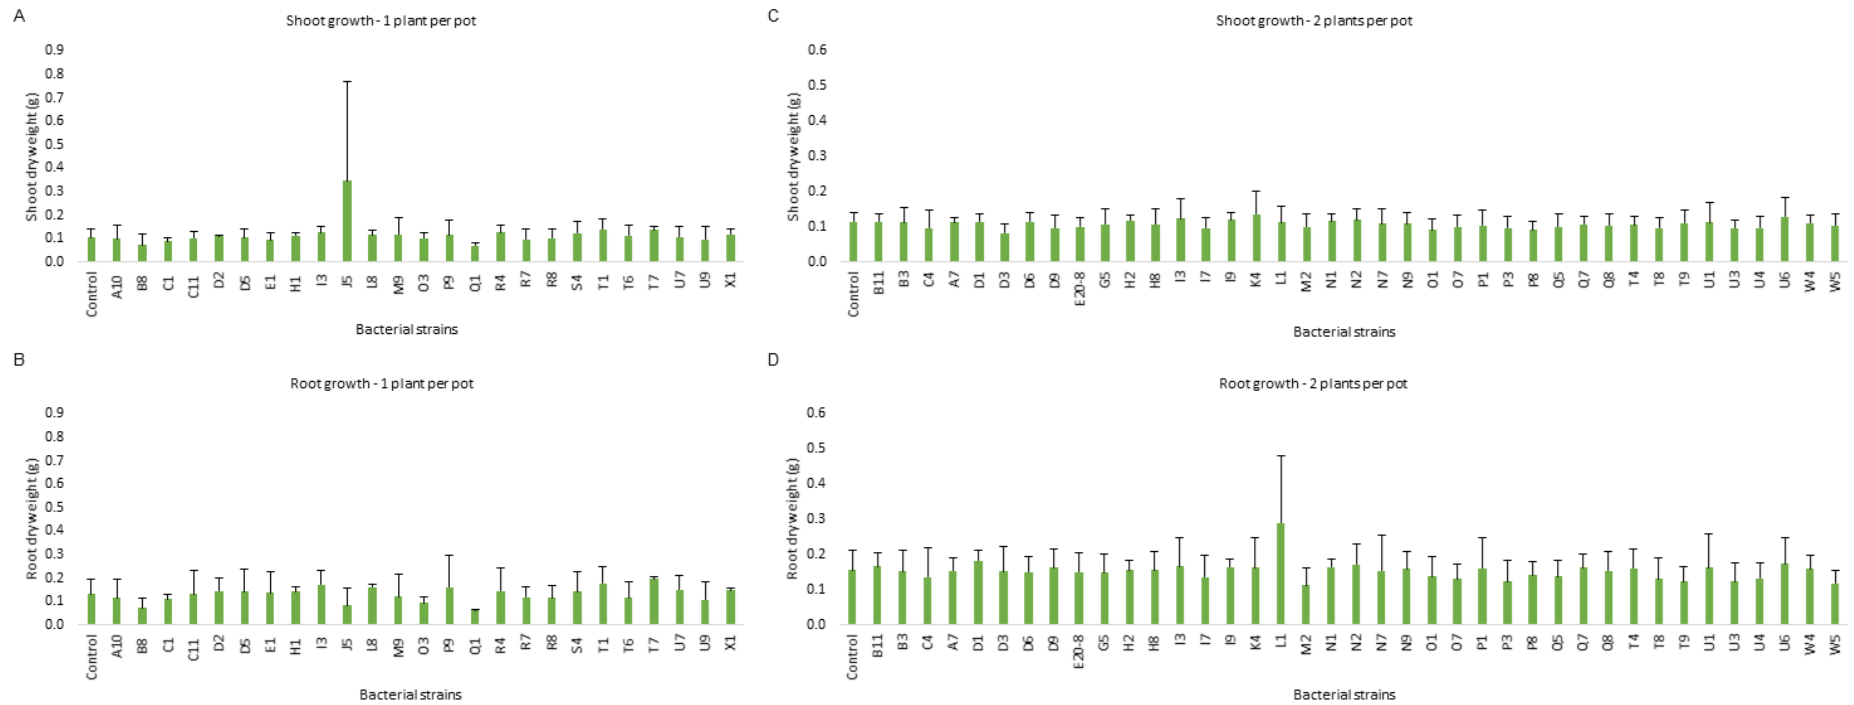 A
Shoot growth - 1 plant per pot
Shoot dryweight (g)
0.9
0.8
0.7
0.6
0.5
0.4
0.3
0.2
0.1
0.0
Control A10 B8 C1 C11 D2 D5 E1 H1 I3 J5 L8 M9 O3 P9 Q1 R4 R7 R8 S4 T1 T6 T7 U7 U9 X1
Bacterial strains
B
Root growth - 1 plant per pot
Root dryweight (g)
0.9
0.8
0.7
0.6
0.5
0.4
0.3
0.2
0.1
0.0
Control A10 B8 C1 C11 D2 D5 E1 H1 I3 J5 L8 M9 O3 P9 Q1 R4 R7 R8 S4 T1 T6 T7 U7 U9 X1
Bacterial strains
C
Shoot growth - 2 plants per pot
Shoot dryweight (g)
0.6
0.5
0.4
0.3
0.2
0.1
0.0
Control B11 B3 C4 A7 D1 D3 D6 D9 E20-8 G5 H2 H8 I3 I7 I9 K4 L1 M2 N1 N2 N7 N9 O1 O7 P1 P3 P8 Q5 Q7 Q8 T4 T8 T9 U1 U3 U4 U6 W4 W5
Bacterial strains
D
Root growth - 2 plants per pot
Root dryweight (g)
0.6
0.5
0.4
0.3
0.2
0.1
0.0
Control B11 B3 C4 A7 D1 D3 D6 D9 E20-8 G5 H2 H8 I3 I7 I9 K4 L1 M2 N1 N2 N7 N9 O1 O7 P1 P3 P8 Q5 Q7 Q8 T4 T8 T9 U1 U3 U4 U6 W4 W5
Bacterial strains